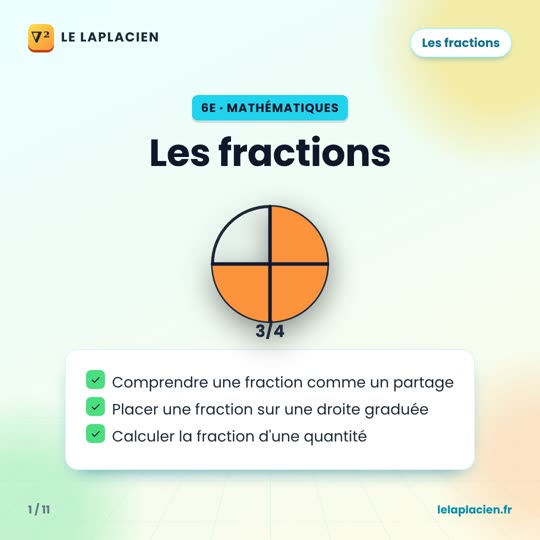 ∇² LE LAPLACIEN
Les fractions
6E · MATHÉMATIQUES
Les fractions
3/4
Comprendre une fraction comme un partage
Placer une fraction sur une droite graduée
Calculer la fraction d'une quantité
1 / 11
lelaplacien.fr